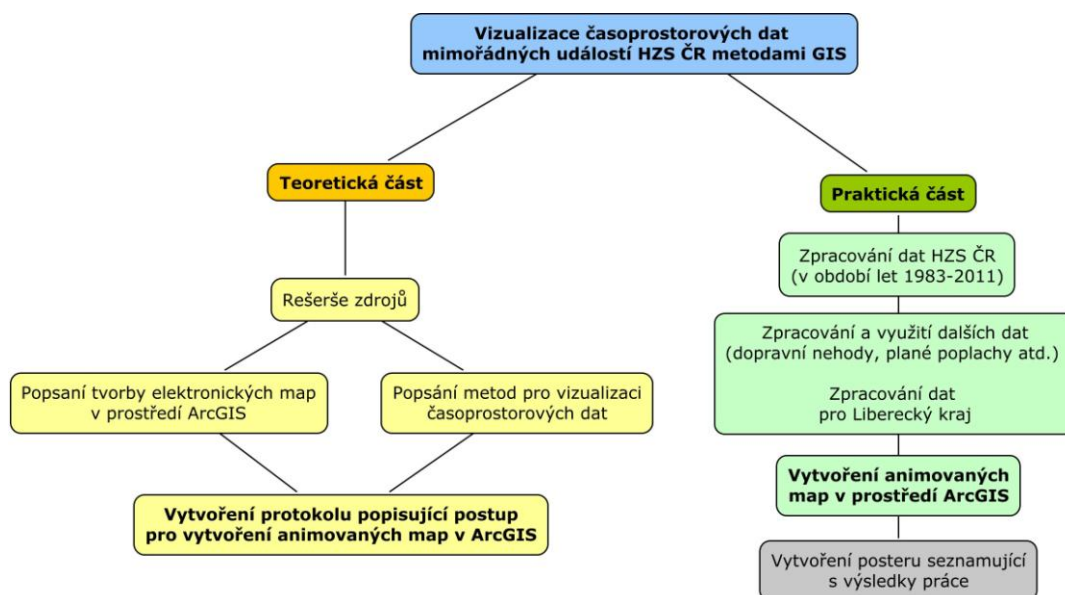 Vizualizace časoprostorových dat
mimořádných událostí HZS ČR metodami GIS
Teoretická část
Praktická část
Rešerše zdrojů
Popsaní tvorby elektronických map
v prostředí ArcGIS
Popsání metod pro vizualizaci
časoprostorových dat
Vytvoření protokolu popisující postup
pro vytvoření animovaných map v ArcGIS
Zpracování dat HZS ČR
(v období let 1983-2011)
Zpracování a využití dalších dat
(dopravní nehody, plané poplachy atd.)
Zpracování dat
pro Liberecký kraj
Vytvoření animovaných
map v prostředí ArcGIS
Vytvoření posteru seznamující
s výsledky práce